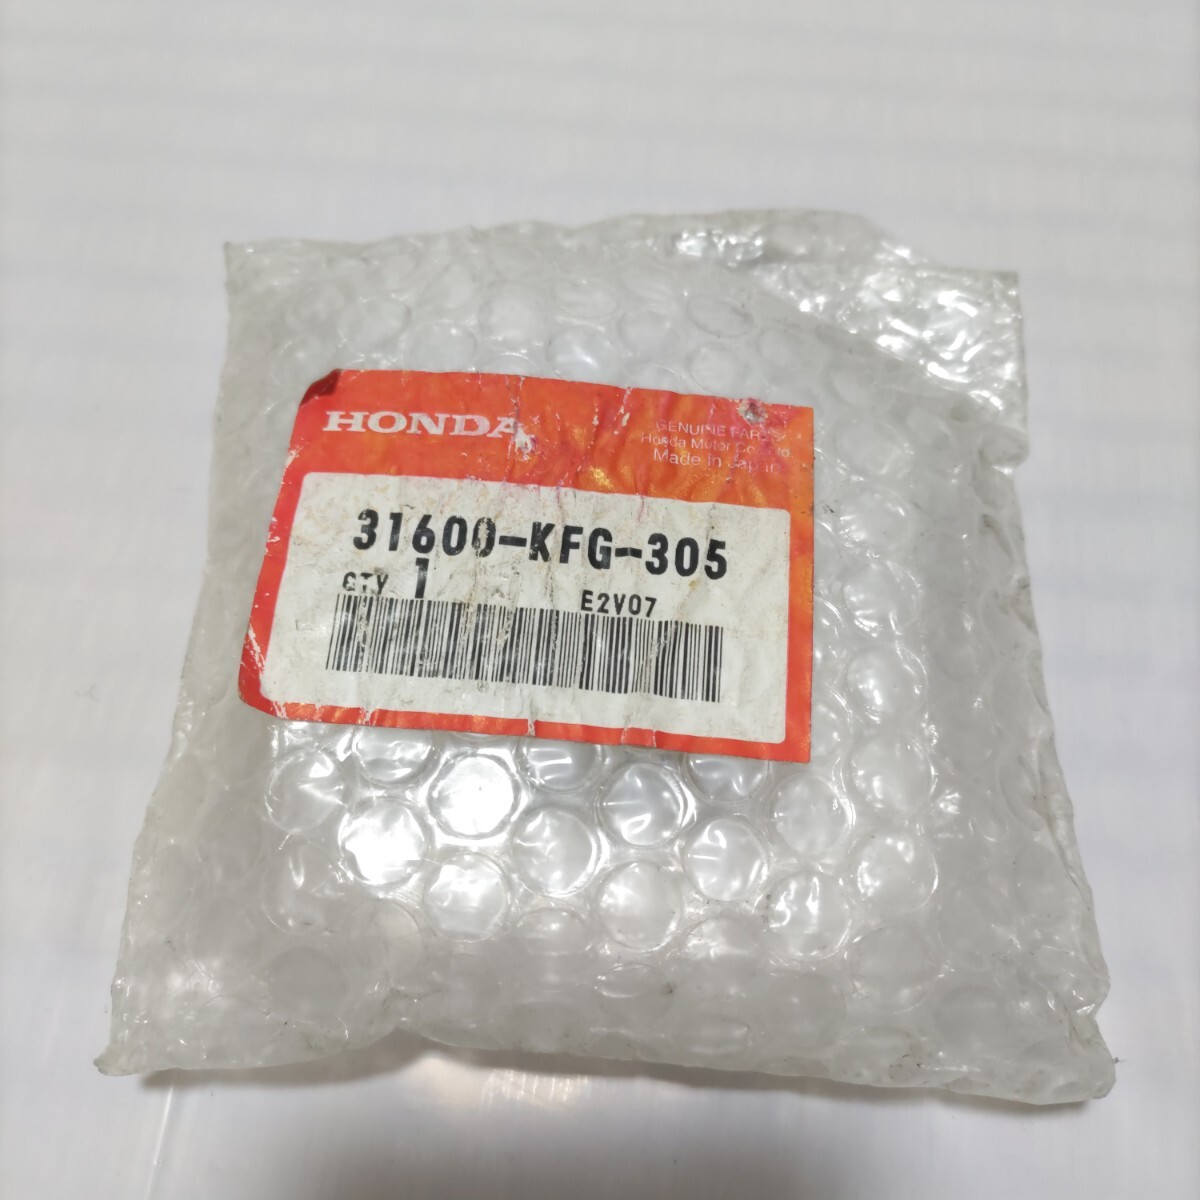 HONDA
GENUINE PARTS
Honda Motor Co., Ltd.
Made in Japan
31600-KFG-305
QTY 1
E2V07